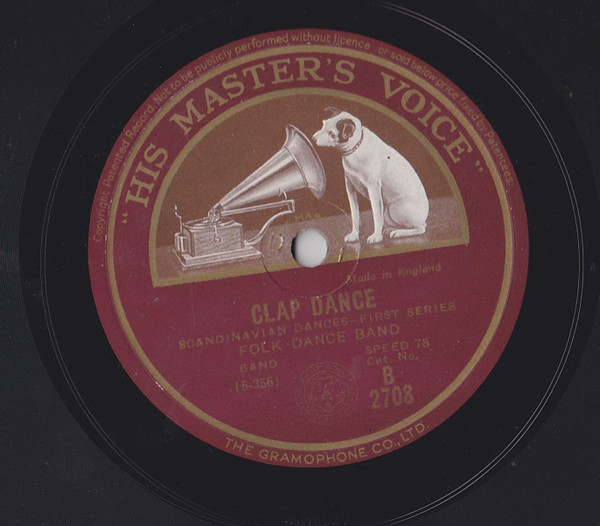 Copyright Patented Record. Not to be publicly performed without licence or sold below price fixed by Patentees.
"HIS MASTER'S VOICE"
Made in England
CLAP DANCE
SCANDINAVIAN DANCES-FIRST SERIES
FOLK DANCE BAND
BAND
SPEED 78
(5-356)
Cat. No.
B
2708
THE GRAMOPHONE CO., LTD.